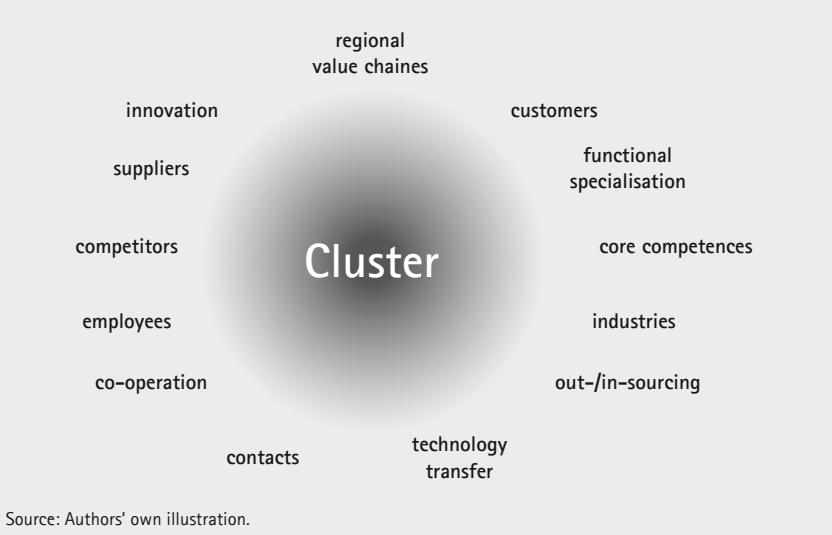 regional
value chaines
innovation
customers
suppliers
functional
specialisation
competitors
Cluster
core competences
employees
industries
co-operation
out-/in-sourcing
contacts
technology
transfer
Source: Authors' own illustration.